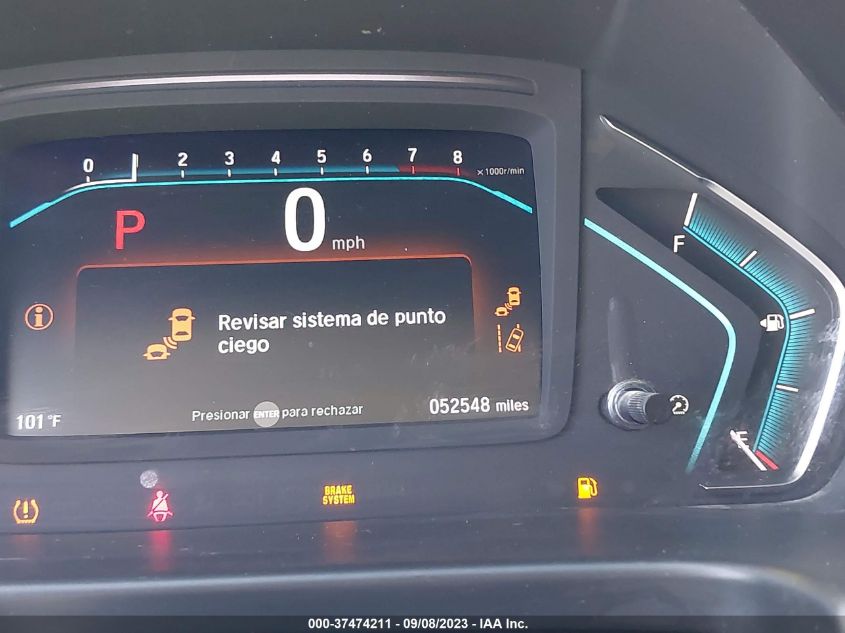 0 2 3 4 5 6 7 8 ×1000r/min
P 0 mph
F
Revisar sistema de punto
ciego
Presionar ENTER para rechazar
052548 miles
101°F
E
BRAKE
SYSTEM
000-37474211 - 09/08/2023 - IAA Inc.